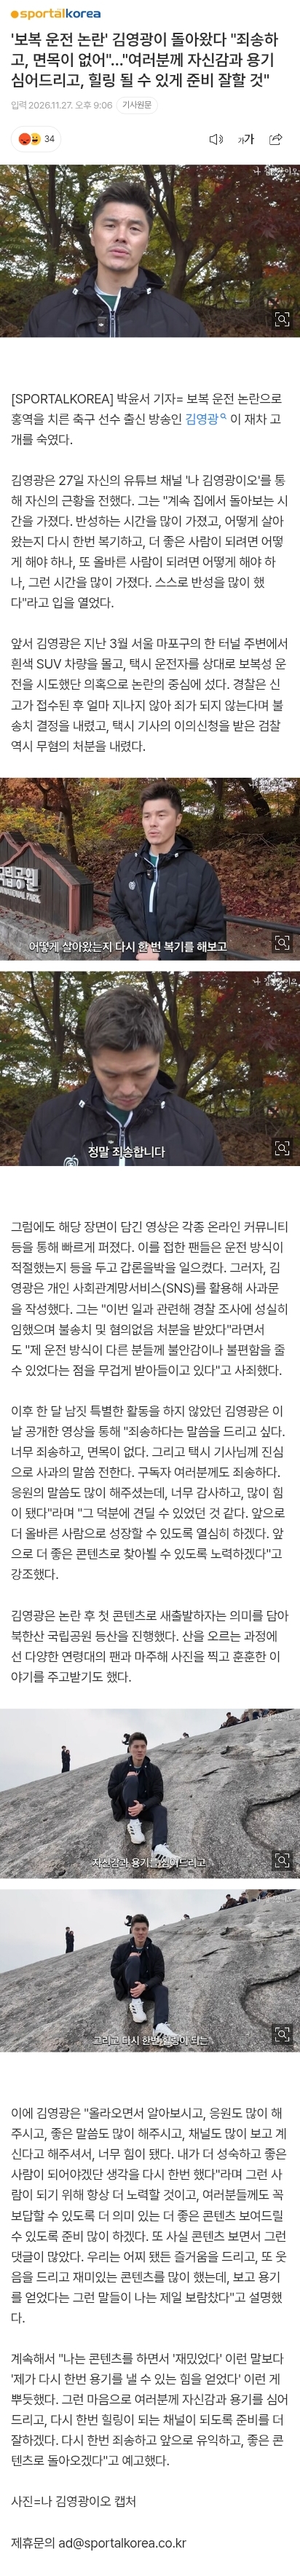 sportalkorea
'보복 운전 논란' 김영광이 돌아왔다 "죄송하
고, 면목이 없어"…"여러분께 자신감과 용기
심어드리고, 힐링 될 수 있게 준비 잘할 것"
입력 2026.11.27. 오후 9:06 기사원문
34
가가
[SPORTALKOREA] 박윤서 기자= 보복 운전 논란으로
홍역을 치른 축구 선수 출신 방송인 김영광 이 재차 고
개를 숙였다.
김영광은 27일 자신의 유튜브 채널 '나 김영광이오'를 통
해 자신의 근황을 전했다. 그는 "계속 집에서 돌아보는 시
간을 가졌다. 반성하는 시간을 많이 가졌고, 어떻게 살아
왔는지 다시 한번 복기하고, 더 좋은 사람이 되려면 어떻
게 해야 하나, 또 올바른 사람이 되려면 어떻게 해야 하
나, 그런 시간을 많이 가졌다. 스스로 반성을 많이 했
다"라고 입을 열었다.
앞서 김영광은 지난 3월 서울 마포구의 한 터널 주변에서
흰색 SUV 차량을 몰고, 택시 운전자를 상대로 보복성 운
전을 시도했단 의혹으로 논란의 중심에 섰다. 경찰은 신
고가 접수된 후 얼마 지나지 않아 죄가 되지 않는다며 불
송치 결정을 내렸고, 택시 기사의 이의신청을 받은 검찰
역시 무혐의 처분을 내렸다.
어떻게 살아왔는지 다시 한 번 복기를 해보고
정말 죄송합니다
그럼에도 해당 장면이 담긴 영상은 각종 온라인 커뮤니티
등을 통해 빠르게 퍼졌다. 이를 접한 팬들은 운전 방식이
적절했는지 등을 두고 갑론을박을 일으켰다. 그러자, 김
영광은 개인 사회관계망서비스(SNS)를 활용해 사과문
을 작성했다. 그는 "이번 일과 관련해 경찰 조사에 성실히
임했으며 불송치 및 혐의없음 처분을 받았다"라면서
도 "제 운전 방식이 다른 분들께 불안감이나 불편함을 줄
수 있었다는 점을 무겁게 받아들이고 있다"고 사죄했다.
이후 한 달 남짓 특별한 활동을 하지 않았던 김영광은 이
날 공개한 영상을 통해 "죄송하다는 말씀을 드리고 싶다.
너무 죄송하고, 면목이 없다. 그리고 택시 기사님께 진심
으로 사과의 말씀 전한다. 구독자 여러분께도 죄송하다.
응원의 말씀도 많이 해주셨는데, 너무 감사하고, 많이 힘
이 됐다"라며 "그 덕분에 견딜 수 있었던 것 같다. 앞으로
더 올바른 사람으로 성장할 수 있도록 열심히 하겠다. 앞
으로 더 좋은 콘텐츠로 찾아뵐 수 있도록 노력하겠다"고
강조했다.
김영광은 논란 후 첫 콘텐츠로 새출발하자는 의미를 담아
북한산 국립공원 등산을 진행했다. 산을 오르는 과정에
선 다양한 연령대의 팬과 마주해 사진을 찍고 훈훈한 이
야기를 주고받기도 했다.
자신감과 용기를 심어드리고
그리고 다시 한번 힐링이 되는
이에 김영광은 "올라오면서 알아보시고, 응원도 많이 해
주시고, 좋은 말씀도 많이 해주시고, 채널도 많이 보고 계
신다고 해주셔서, 너무 힘이 됐다. 내가 더 성숙하고 좋은
사람이 되어야겠단 생각을 다시 한번 했다"라며 그런 사
람이 되기 위해 항상 더 노력할 것이고, 여러분들께도 꼭
보답할 수 있도록 더 의미 있는 더 좋은 콘텐츠 보여드릴
수 있도록 준비 많이 하겠다. 또 사실 콘텐츠 보면서 그런
댓글이 많았다. 우리는 어찌 됐든 즐거움을 드리고, 또 웃
음을 드리고 재미있는 콘텐츠를 많이 했는데, 보고 용기
를 얻었다는 그런 말들이 나는 제일 보람찼다"고 설명했
다.
계속해서 "나는 콘텐츠를 하면서 '재밌었다' 이런 말보다
'제가 다시 한번 용기를 낼 수 있는 힘을 얻었다' 이런 게
뿌듯했다. 그런 마음으로 여러분께 자신감과 용기를 심어
드리고, 다시 한번 힐링이 되는 채널이 되도록 준비를 더
잘하겠다. 다시 한번 죄송하고 앞으로 유익하고, 좋은 콘
텐츠로 돌아오겠다"고 예고했다.
사진=나 김영광이오 캡처
제휴문의 ad@sportalkorea.co.kr